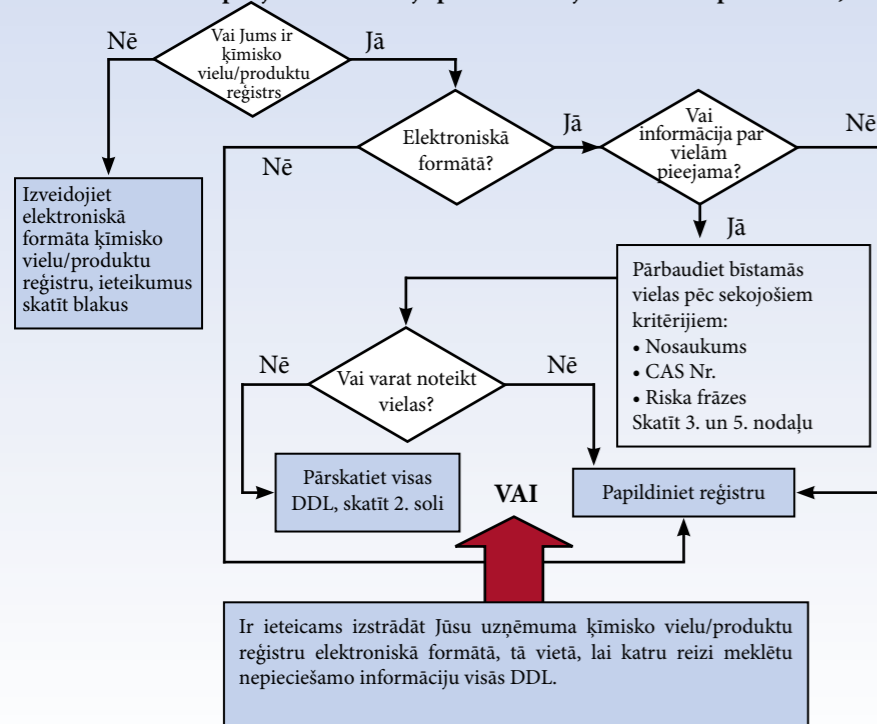 Vai Jums ir
ķīmisko
vielu/produktu
reģistrs
Nē
Jā
Elektroniskā
formātā?
Nē
Jā
Vai
informācija par
vielām
pieejama?
Nē
Jā
Izveidojiet
elektroniskā
formāta ķīmisko
vielu/produktu
reģistru, ieteikumus
skatīt blakus
Pārbaudiet bīstamās
vielas pēc sekojošiem
kritērijiem:
• Nosaukums
• CAS Nr.
• Riska frāzes
Skatīt 3. un 5. nodaļu
Vai varat noteikt
vielas?
Nē
Nē
Pārskatiet visas
DDL, skatīt 2. soli
VAI
Papildiniet reģistru
Ir ieteicams izstrādāt Jūsu uzņēmuma ķīmisko vielu/produktu
reģistru elektroniskā formātā, tā vietā, lai katru reizi meklētu
nepieciešamo informāciju visās DDL.